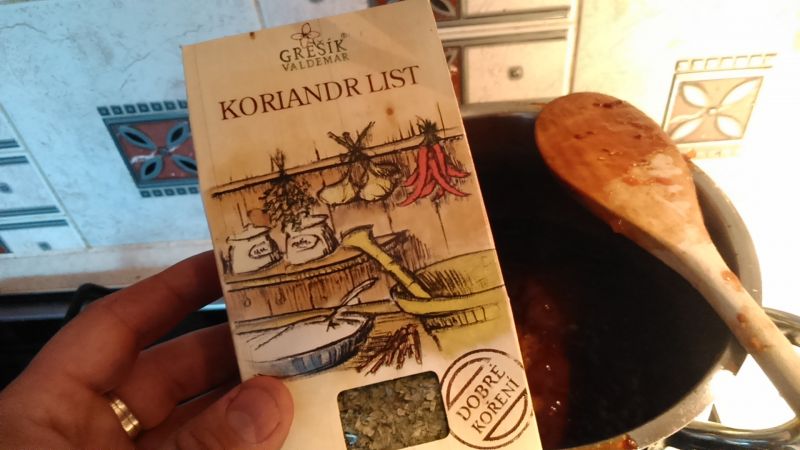 GREŠÍK
VALDEMAR
KORIANDR LIST
DOBRÉ
KOŘENÍ